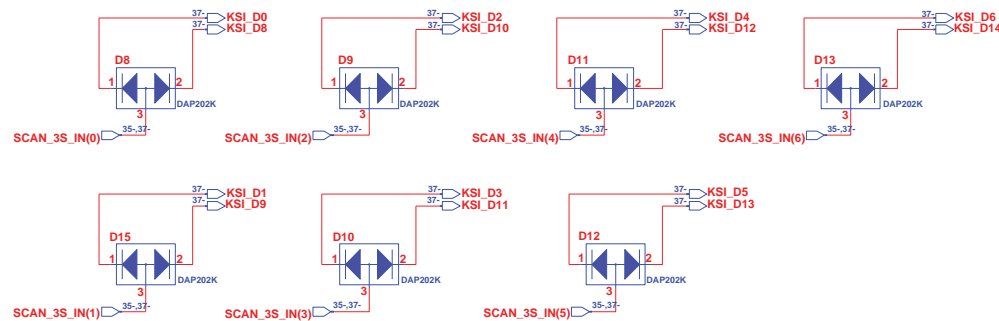 37- KSI_D0
37- KSI_D8
D8
1 2
DAP202K
3
35-,37-
SCAN_3S_IN(0)
37- KSI_D2
37- KSI_D10
D9
1 2
DAP202K
3
35-,37-
SCAN_3S_IN(2)
37- KSI_D4
37- KSI_D12
D11
1 2
DAP202K
3
35-,37-
SCAN_3S_IN(4)
37- KSI_D6
37- KSI_D14
D13
1 2
DAP202K
3
35-,37-
SCAN_3S_IN(6)
37- KSI_D1
37- KSI_D9
D15
1 2
DAP202K
3
35-,37-
SCAN_3S_IN(1)
37- KSI_D3
37- KSI_D11
D10
1 2
DAP202K
3
35-,37-
SCAN_3S_IN(3)
37- KSI_D5
37- KSI_D13
D12
1 2
DAP202K
3
35-,37-
SCAN_3S_IN(5)